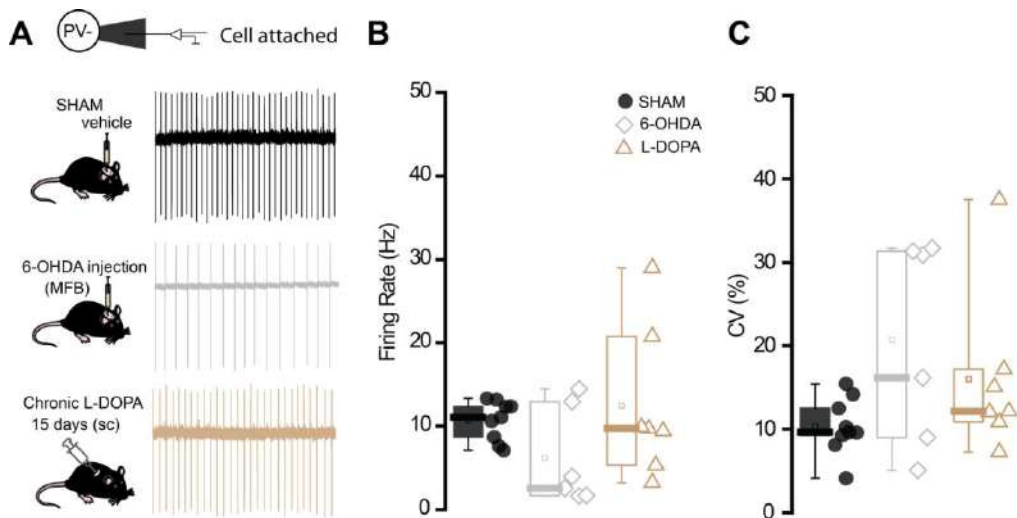 A
PV-
Cell attached
SHAM
vehicle
6-OHDA injection
(MFB)
Chronic L-DOPA
15 days (sc)
B
Firing Rate (Hz)
50
40
30
20
10
0
SHAM
6-OHDA
L-DOPA
C
CV (%)
50
40
30
20
10
0